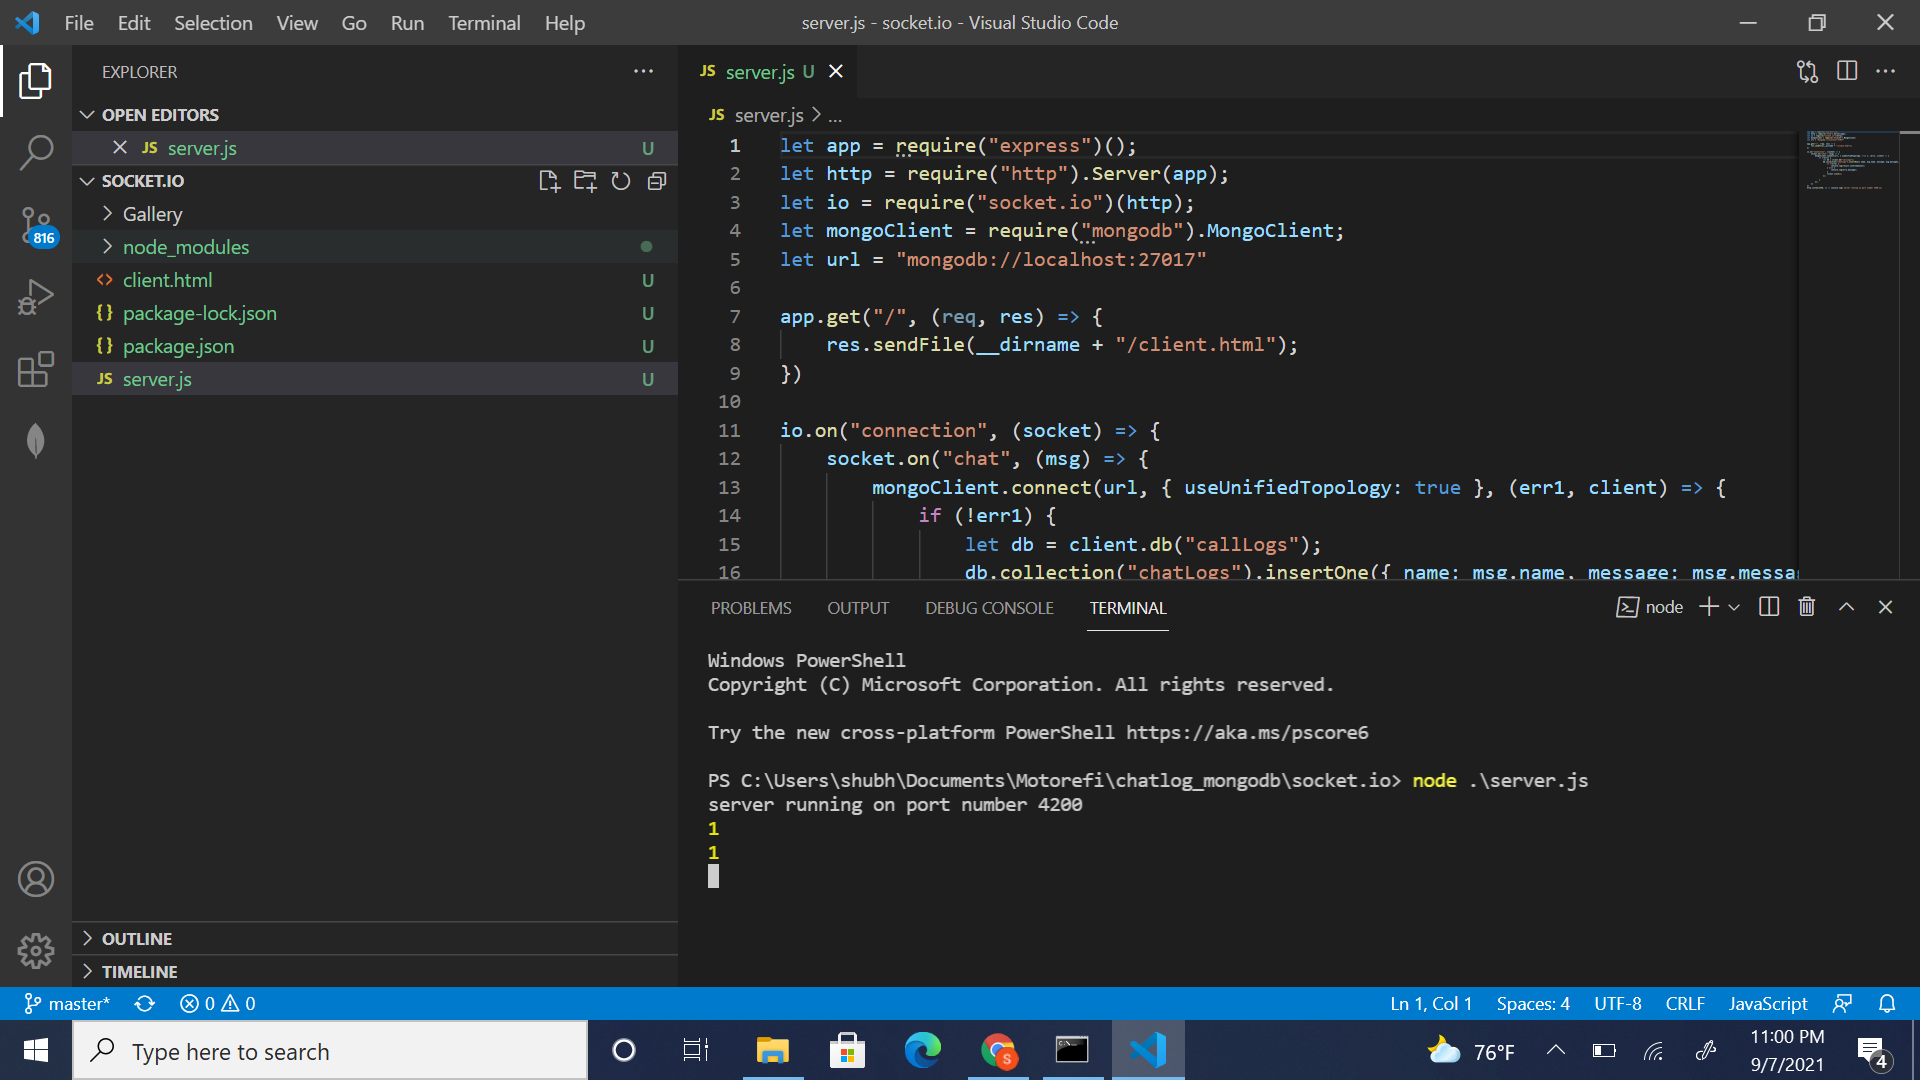 File Edit Selection View Go Run Terminal Help
server.js - socket.io - Visual Studio Code
EXPLORER
OPEN EDITORS
JS server.js U
SOCKET.IO
Gallery
node_modules
<> client.html U
{} package-lock.json U
{} package.json U
JS server.js U
816
OUTLINE
TIMELINE
JS server.js U
JS server.js > ...
1 let app = require("express")();
2 let http = require("http").Server(app);
3 let io = require("socket.io")(http);
4 let mongoClient = require("mongodb").MongoClient;
5 let url = "mongodb://localhost:27017"
6
7 app.get("/", (req, res) => {
8 res.sendFile(__dirname + "/client.html");
9 })
10
11 io.on("connection", (socket) => {
12 socket.on("chat", (msg) => {
13 mongoClient.connect(url, { useUnifiedTopology: true }, (err1, client) => {
14 if (!err1) {
15 let db = client.db("callLogs");
16 db.collection("chatLogs").insertOne({ name: msg.name, message: msg.messa
PROBLEMS OUTPUT DEBUG CONSOLE TERMINAL
node
Windows PowerShell
Copyright (C) Microsoft Corporation. All rights reserved.
Try the new cross-platform PowerShell https://aka.ms/pscore6
PS C:\Users\shubh\Documents\Motorefi\chatlog_mongodb\socket.io> node .\server.js
server running on port number 4200
1
1
master* 0 0
Ln 1, Col 1 Spaces: 4 UTF-8 CRLF JavaScript
Type here to search
S
76°F
11:00 PM
9/7/2021
4